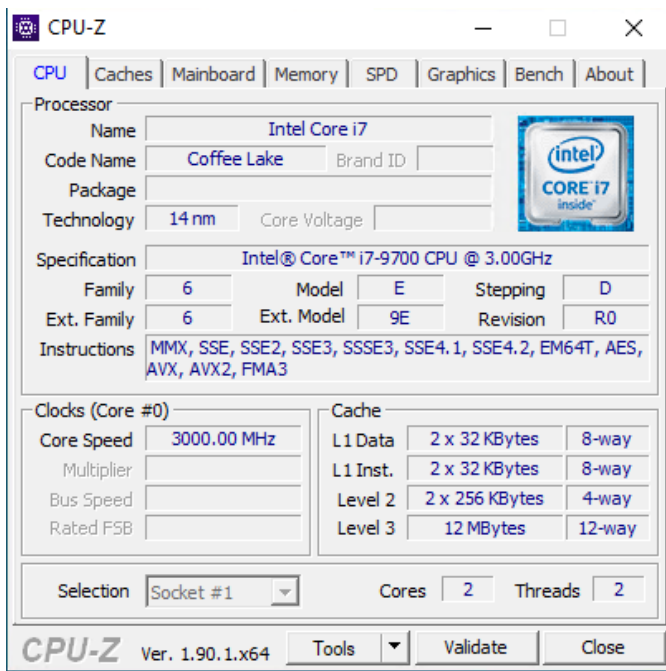 CPU-Z
CPU Caches Mainboard Memory SPD Graphics Bench About
Processor
Name Intel Core i7
Code Name Coffee Lake Brand ID
Package
Technology 14 nm Core Voltage
intel
CORE i7
inside™
Specification Intel® Core™ i7-9700 CPU @ 3.00GHz
Family 6 Model E Stepping D
Ext. Family 6 Ext. Model 9E Revision R0
Instructions MMX, SSE, SSE2, SSE3, SSSE3, SSE4.1, SSE4.2, EM64T, AES,
AVX, AVX2, FMA3
Clocks (Core #0)
Core Speed 3000.00 MHz
Multiplier
Bus Speed
Rated FSB
Cache
L1 Data 2 x 32 KBytes 8-way
L1 Inst. 2 x 32 KBytes 8-way
Level 2 2 x 256 KBytes 4-way
Level 3 12 MBytes 12-way
Selection Socket #1 Cores 2 Threads 2
CPU-Z Ver. 1.90.1.x64 Tools Validate Close